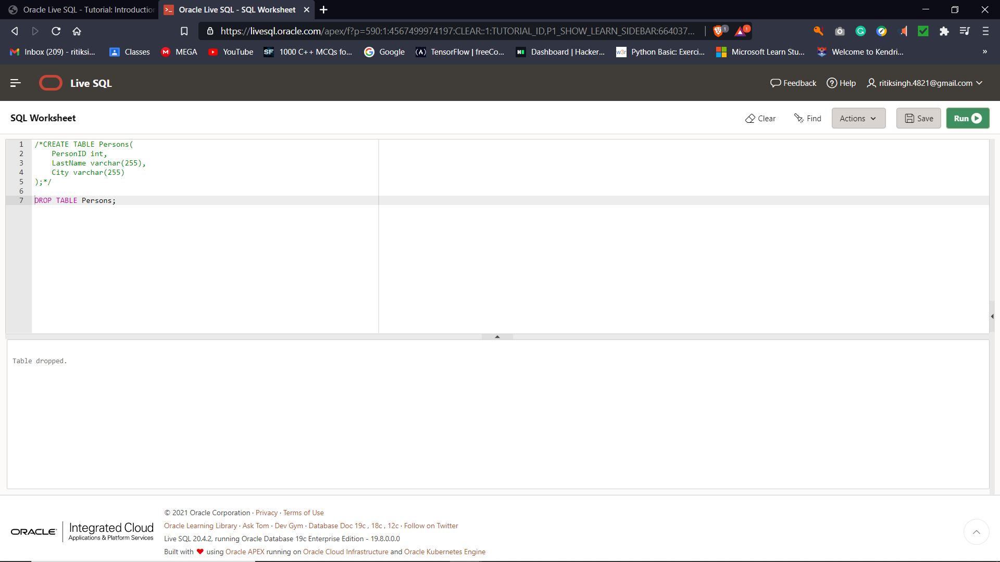 Oracle Live SQL - Tutorial: Introduction
Oracle Live SQL - SQL Worksheet
https://livesql.oracle.com/apex/f?p=590:1:4567499974197:CLEAR::1:TUTORIAL_ID,P1_SHOW_LEARN_SIDEBAR:664037...
1
1
Inbox (209) - ritiksi... Classes MEGA YouTube SF 1000 C++ MCQs fo... Google TensorFlow | freeCo... Dashboard | Hacker... w3r Python Basic: Exerci... Microsoft Learn Stu... Welcome to Kendri... »
Live SQL
Feedback Help ritiksingh.4821@gmail.com
SQL Worksheet
Clear Find Actions Save Run
1 /*CREATE TABLE Persons(
2 PersonID int,
3 LastName varchar(255),
4 City varchar(255)
5 );*/
6
7 DROP TABLE Persons;
Table dropped.
ORACLE Integrated Cloud
Applications & Platform Services
© 2021 Oracle Corporation · Privacy · Terms of Use
Oracle Learning Library · Ask Tom · Dev Gym · Database Doc 19c , 18c , 12c · Follow on Twitter
Live SQL 20.4.2, running Oracle Database 19c Enterprise Edition - 19.8.0.0.0
Built with ❤ using Oracle APEX running on Oracle Cloud Infrastructure and Oracle Kubernetes Engine